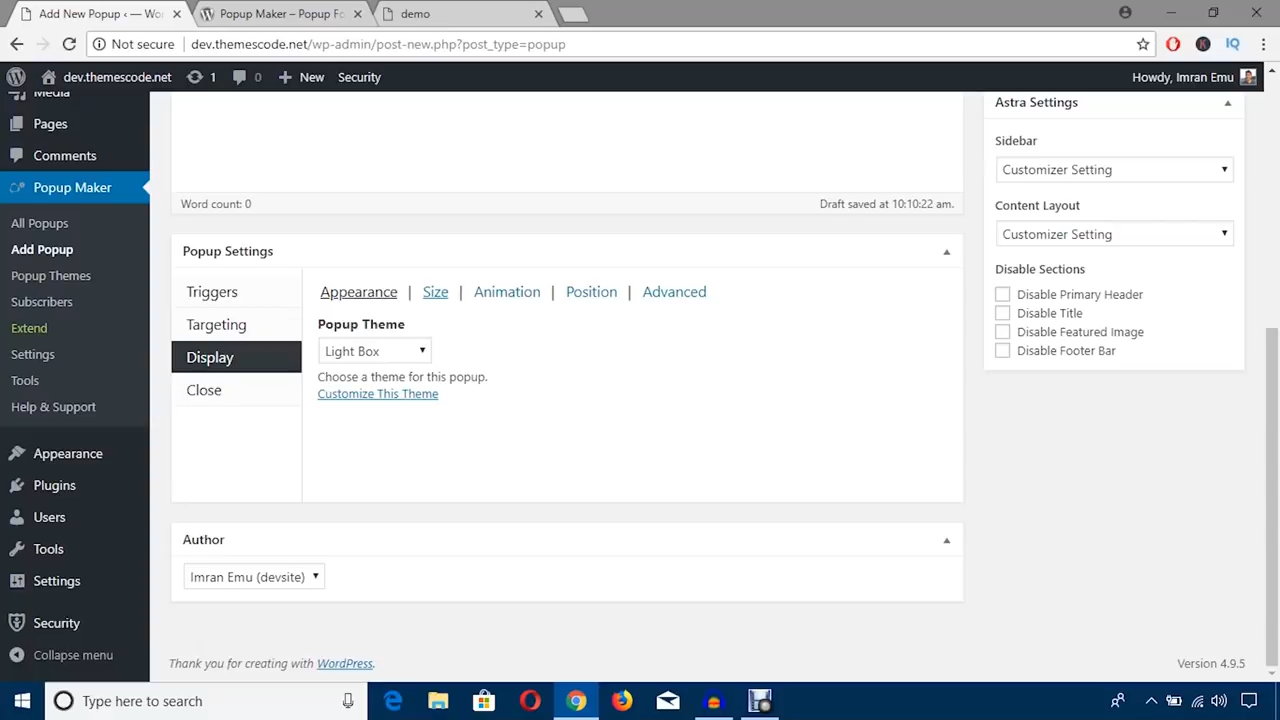 Add New Popup ‹ — Wo
Popup Maker – Popup Fo
demo
Not secure
dev.themescode.net/wp-admin/post-new.php?post_type=popup
IQ
dev.themescode.net
1
0
New
Security
Howdy, Imran Emu
Media
Pages
Comments
Popup Maker
All Popups
Add Popup
Popup Themes
Subscribers
Extend
Settings
Tools
Help & Support
Appearance
Plugins
Users
Tools
Settings
Security
Collapse menu
Word count: 0
Draft saved at 10:10:22 am.
Popup Settings
Triggers
Targeting
Display
Close
Appearance | Size | Animation | Position | Advanced
Popup Theme
Light Box
Choose a theme for this popup.
Customize This Theme
Author
Imran Emu (devsite)
Astra Settings
Sidebar
Customizer Setting
Content Layout
Customizer Setting
Disable Sections
Disable Primary Header
Disable Title
Disable Featured Image
Disable Footer Bar
Thank you for creating with WordPress.
Version 4.9.5
Type here to search